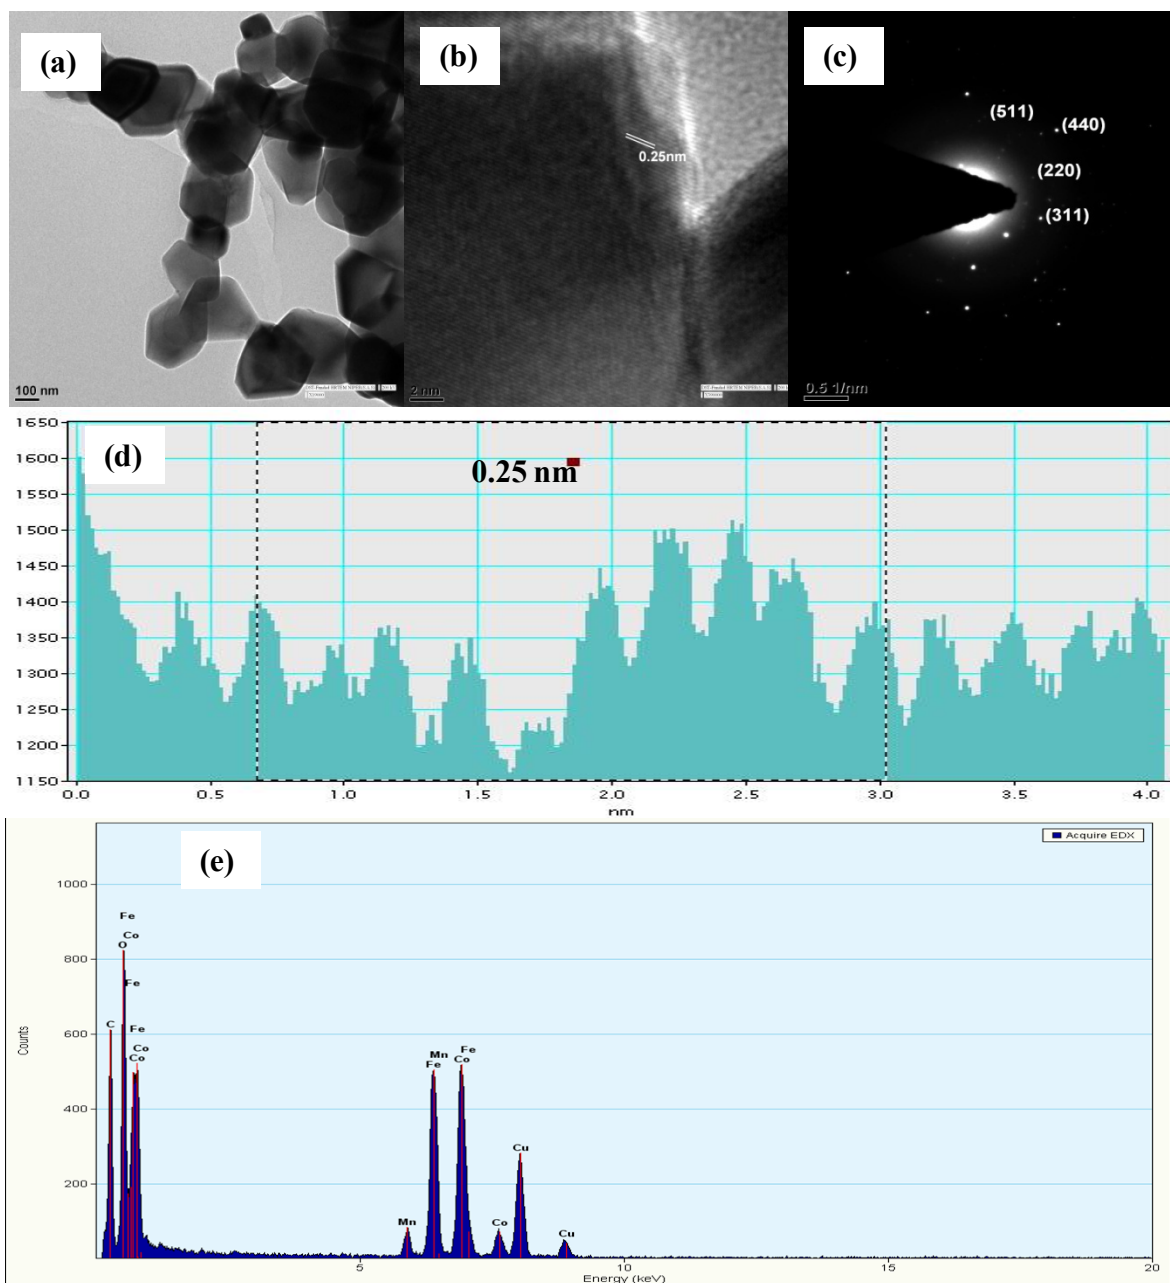 (a)
100 nm
(b)
0.25nm
2 nm
(c)
(511)
(440)
(220)
(311)
0.5 1/nm
1650
1600
1550
1500
1450
1400
1350
1300
1250
1200
1150
(d)
0.25 nm
0.0 0.5 1.0 1.5 2.0 2.5 3.0 3.5 4.0
nm
(e)
Acquire EDX
1000
800
600
400
200
Counts
Fe
Co
O
Fe
C
Fe
Co
Co
Mn
Fe
Fe
Co
Mn
Co
Cu
Cu
5 10 15 20
Energy (keV)